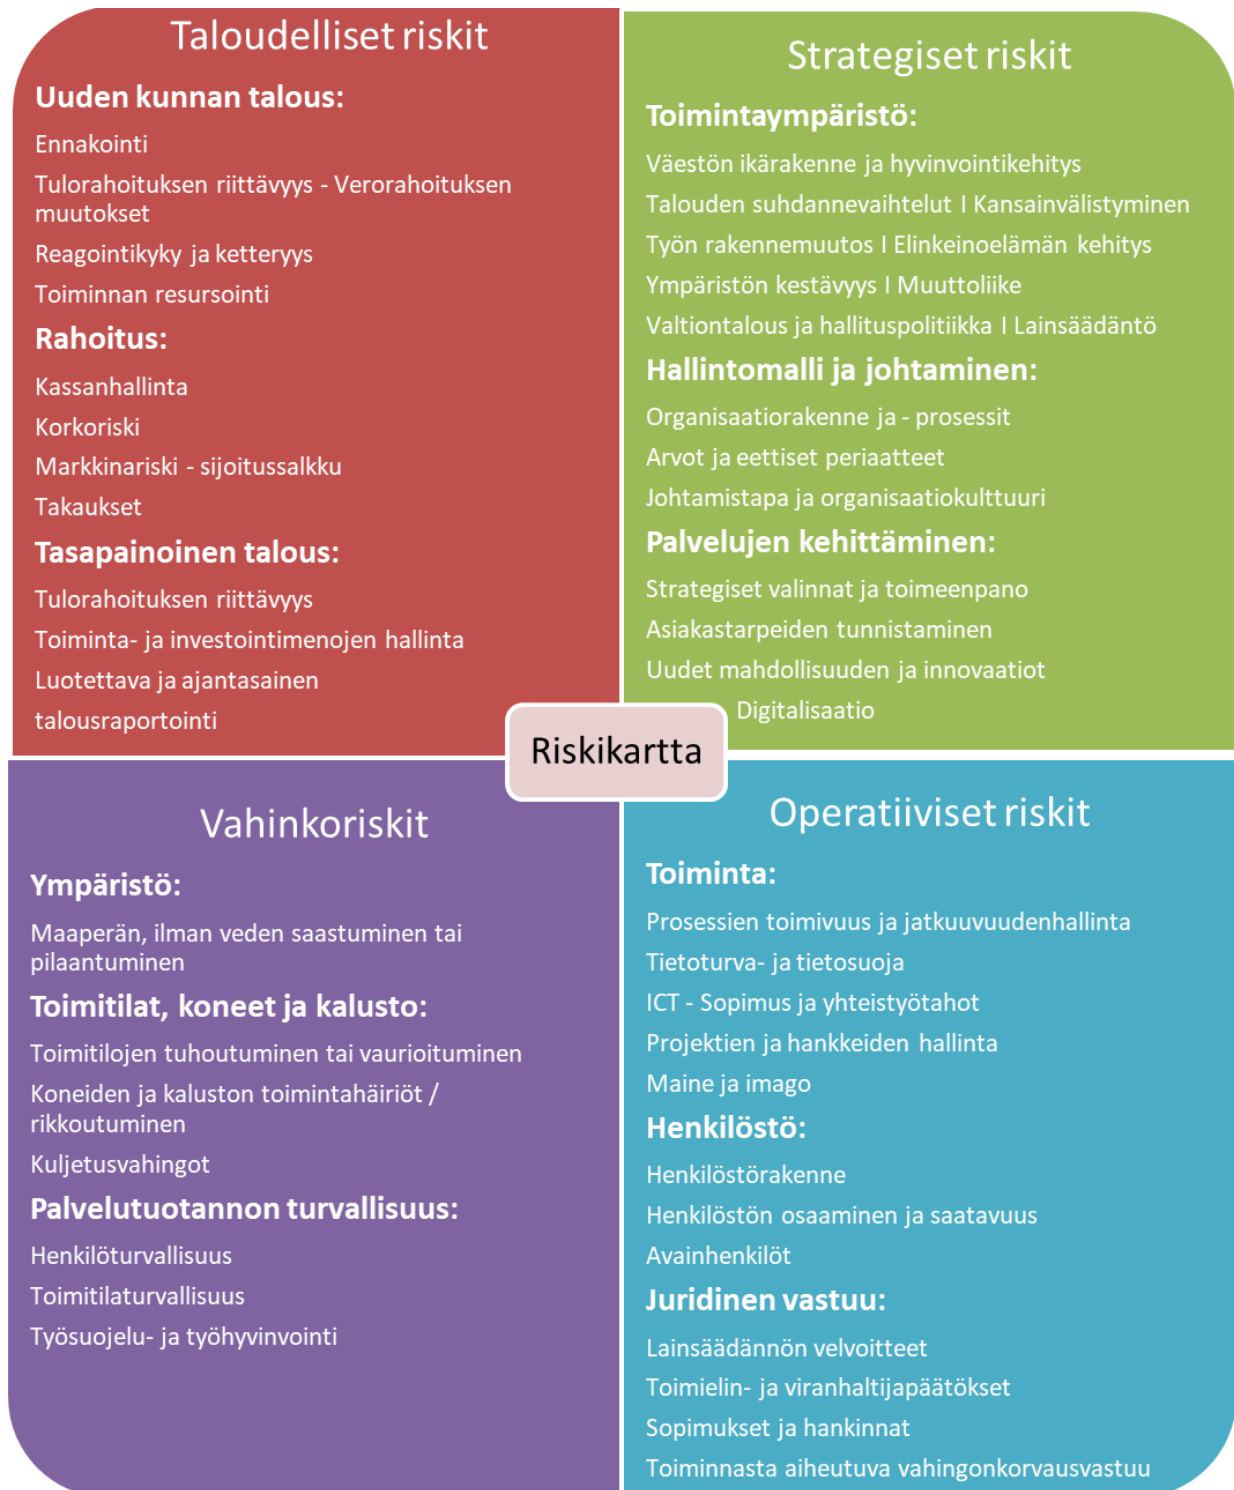 Taloudelliset riskit
Uuden kunnan talous:
Ennakointi
Tulorahoituksen riittävyys - Verorahoituksen
muutokset
Reagointikyky ja ketteryys
Toiminnan resursointi
Rahoitus:
Kassanhallinta
Korkoriski
Markkinariski - sijoitussalkku
Takaukset
Tasapainoinen talous:
Tulorahoituksen riittävyys
Toiminta- ja investointimenojen hallinta
Luotettava ja ajantasainen
talousraportointi
Strategiset riskit
Toimintaympäristö:
Väestön ikärakenne ja hyvinvointikehitys
Talouden suhdannevaihtelut I Kansainvälistyminen
Työn rakennemuutos I Elinkeinoelämän kehitys
Ympäristön kestävyys I Muuttoliike
Valtiontalous ja hallituspolitiikka I Lainsäädäntö
Hallintomalli ja johtaminen:
Organisaatiorakenne ja - prosessit
Arvot ja eettiset periaatteet
Johtamistapa ja organisaatiokulttuuri
Palvelujen kehittäminen:
Strategiset valinnat ja toimeenpano
Asiakastarpeiden tunnistaminen
Uudet mahdollisuuden ja innovaatiot
Digitalisaatio
Riskikartta
Vahinkoriskit
Ympäristö:
Maaperän, ilman veden saastuminen tai
pilaantuminen
Toimitilat, koneet ja kalusto:
Toimitilojen tuhoutuminen tai vaurioituminen
Koneiden ja kaluston toimintahäiriöt /
rikkoutuminen
Kuljetusvahingot
Palvelutuotannon turvallisuus:
Henkilöturvallisuus
Toimitilaturvallisuus
Työsuojelu- ja työhyvinvointi
Operatiiviset riskit
Toiminta:
Prosessien toimivuus ja jatkuuvuudenhallinta
Tietoturva- ja tietosuoja
ICT - Sopimus ja yhteistyötahot
Projektien ja hankkeiden hallinta
Maine ja imago
Henkilöstö:
Henkilöstörakenne
Henkilöstön osaaminen ja saatavuus
Avainhenkilöt
Juridinen vastuu:
Lainsäädännön velvoitteet
Toimielin- ja viranhaltijapäätökset
Sopimukset ja hankinnat
Toiminnasta aiheutuva vahingonkorvausvastuu